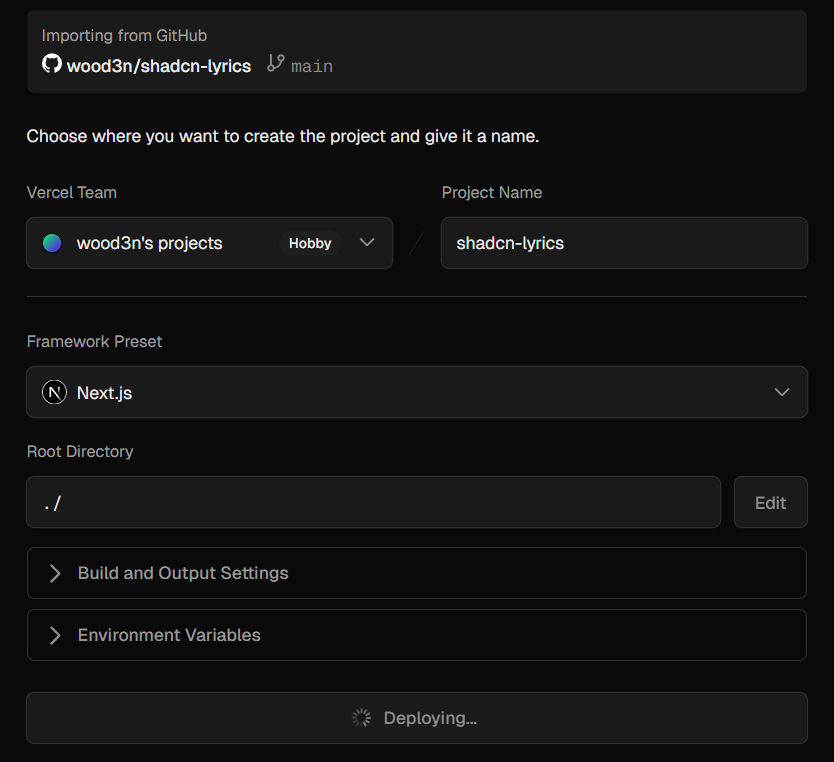 Importing from GitHub
wood3n/shadcn-lyrics main
Choose where you want to create the project and give it a name.
Vercel Team
Project Name
wood3n's projects Hobby / shadcn-lyrics
Framework Preset
N Next.js
Root Directory
./ Edit
Build and Output Settings
Environment Variables
Deploying...